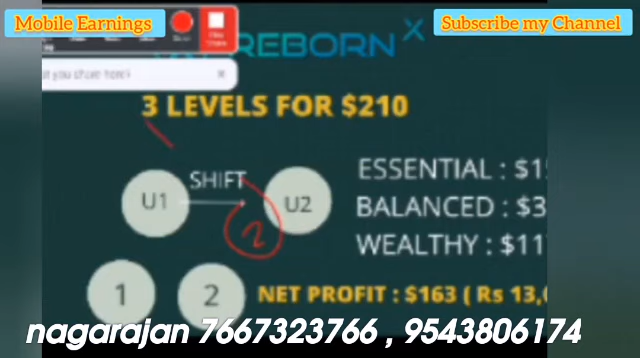 Mobile Earnings
Subscribe my Channel
REBORN X
3 LEVELS FOR $210
SHIFT
U1
U2
2
ESSENTIAL : $1
BALANCED : $3
WEALTHY : $11
1
2
NET PROFIT : $163 ( Rs 13,
nagarajan 7667323766 , 9543806174